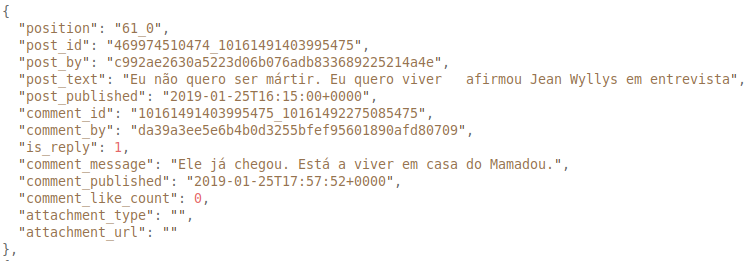 {
"position": "61_0",
"post_id": "469974510474_10161491403995475",
"post_by": "c992ae2630a5223d06b076adb833689225214a4e",
"post_text": "Eu não quero ser mártir. Eu quero viver   afirmou Jean Wyllys em entrevista",
"post_published": "2019-01-25T16:15:00+0000",
"comment_id": "10161491403995475_10161492275085475",
"comment_by": "da39a3ee5e6b4b0d3255bfef95601890afd80709",
"is_reply": 1,
"comment_message": "Ele já chegou. Está a viver em casa do Mamadou.",
"comment_published": "2019-01-25T17:57:52+0000",
"comment_like_count": 0,
"attachment_type": "",
"attachment_url": ""
},